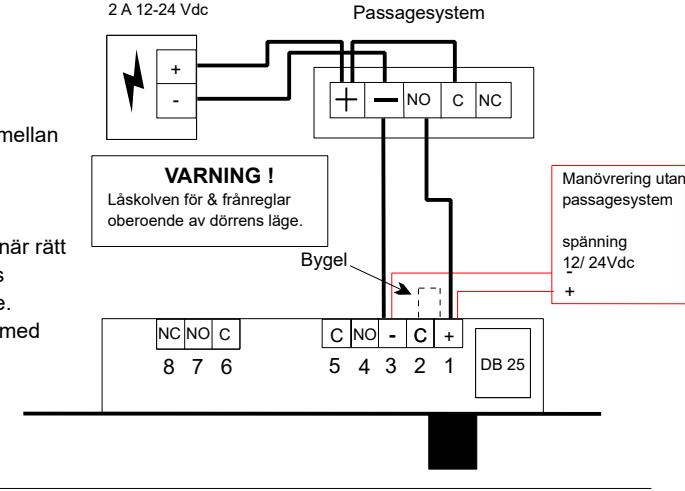 2 A 12-24 Vdc
Passagesystem
+
-
+ — NO C NC
mellan
VARNING !
Låskolven för & frånreglar
oberoende av dörrens läge.
när rätt
s
e.
med
Manövrering utan
passagesystem
spänning
12/ 24Vdc
-
+
Bygel
NC NO C
8 7 6
C NO - C +
5 4 3 2 1
DB 25